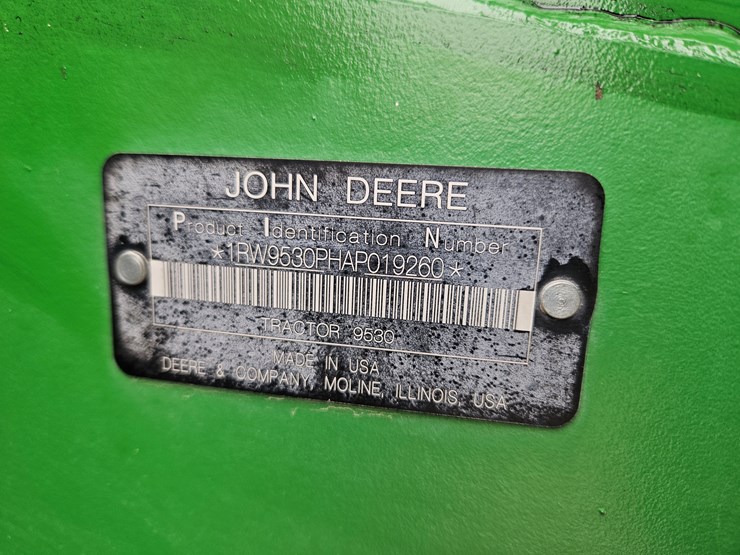 JOHN DEERE
Product Identification Number
*1RW9530PHAP019260*
TRACTOR 9530
MADE IN USA
DEERE & COMPANY, MOLINE, ILLINOIS, USA